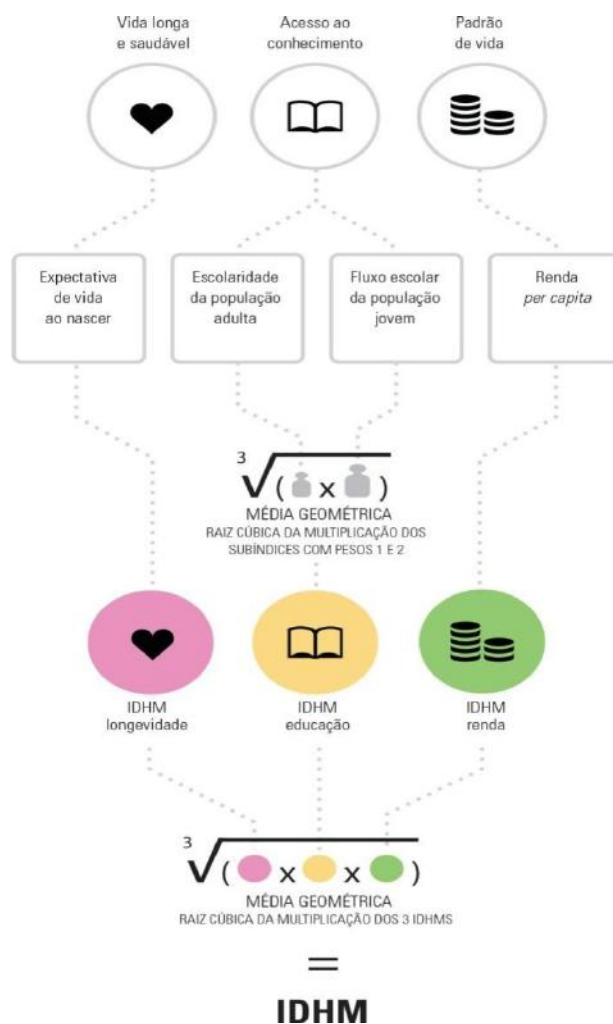 Vida longa
e saudável
Acesso ao
conhecimento
Padrão
de vida
Expectativa
de vida
ao nascer
Escolaridade
da população
adulta
Fluxo escolar
da população
jovem
Renda
per capita
3
√( x )
MÉDIA GEOMÉTRICA
RAIZ CÚBICA DA MULTIPLICAÇÃO DOS
SUBÍNDICES COM PESOS 1 E 2
IDHM
longevidade
IDHM
educação
IDHM
renda
3
√( x x )
MÉDIA GEOMÉTRICA
RAIZ CÚBICA DA MULTIPLICAÇÃO DOS 3 IDHMS
=
IDHM